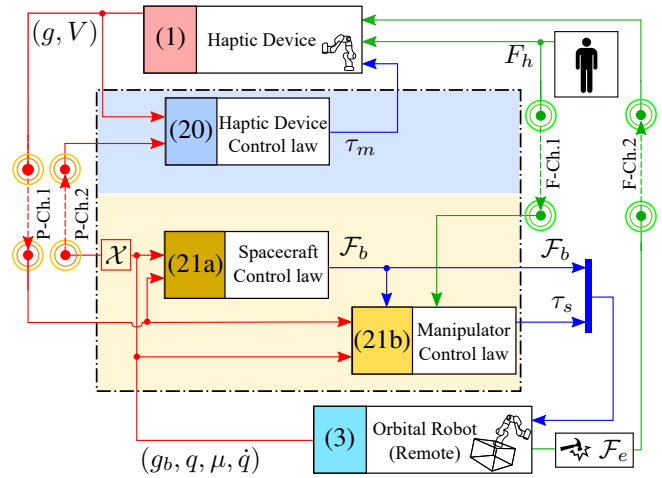 (g, V)
(1)
Haptic Device
F_h
(20)
Haptic Device
Control law
τ_m
P-Ch.1
P-Ch.2
F-Ch.1
F-Ch.2
𝒳
(21a)
Spacecraft
Control law
ℱ_b
ℱ_b
(21b)
Manipulator
Control law
τ_s
(3)
Orbital Robot
(Remote)
ℱ_e
(g_b, q, μ, q̇)